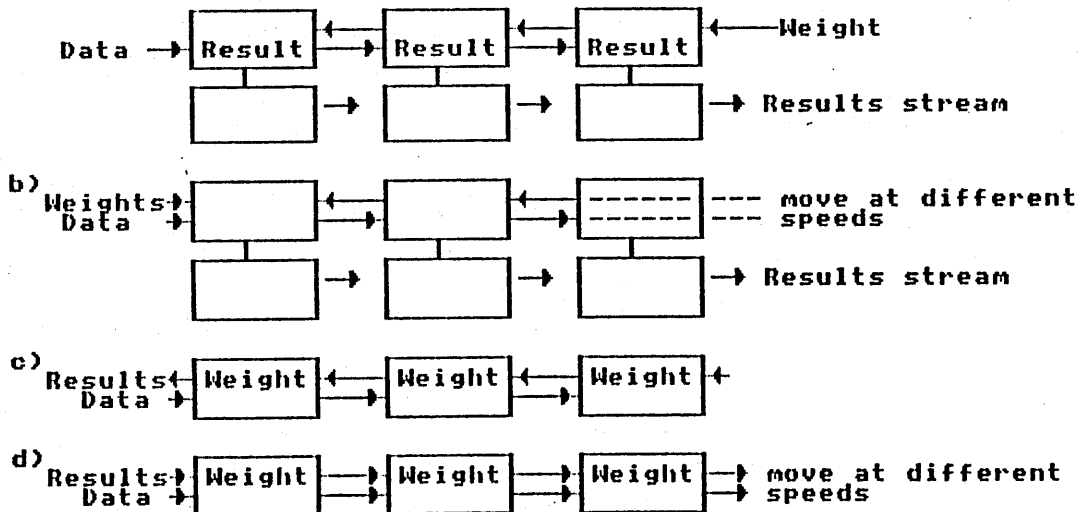 Weight
Data Result Result Result
Results stream
b)
Weights move at different
Data speeds
Results stream
c)
Results Weight Weight Weight
Data
d)
Results Weight Weight Weight move at different
Data speeds